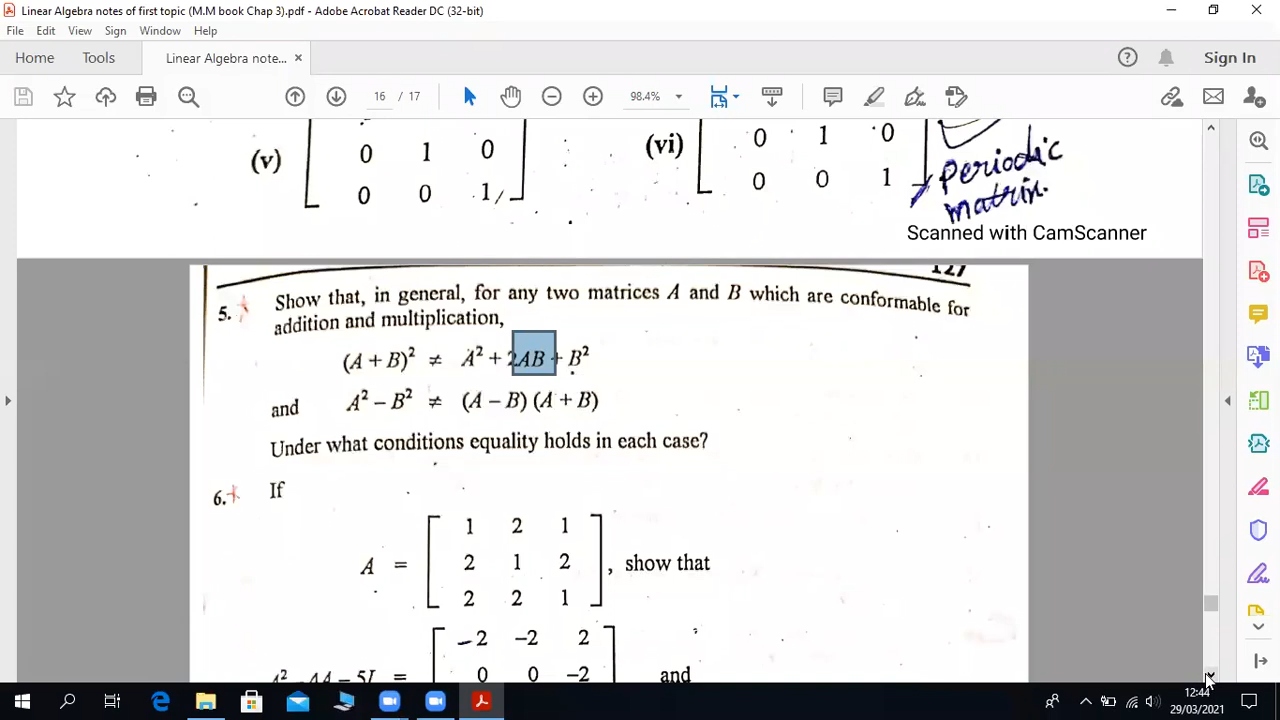 Linear Algebra notes of first topic (M.M book Chap 3).pdf - Adobe Acrobat Reader DC (32-bit)
File Edit View Sign Window Help
Home Tools Linear Algebra note... × Sign In
16 / 17 98.4%
(v) 0 1 0 (vi) 0 1 0
0 0 1 0 0 1
Periodic
matrix.
Scanned with CamScanner
127
5. Show that, in general, for any two matrices A and B which are conformable for
addition and multiplication,
(A + B)² ≠ A² + 2AB + B²
and A² – B² ≠ (A – B) (A + B)
Under what conditions equality holds in each case?
6. If
1 2 1
A = 2 1 2 , show that
2 2 1
–2 –2 2
A² – 4A – 5I = 0 0 –2 and
12:44
29/03/2021